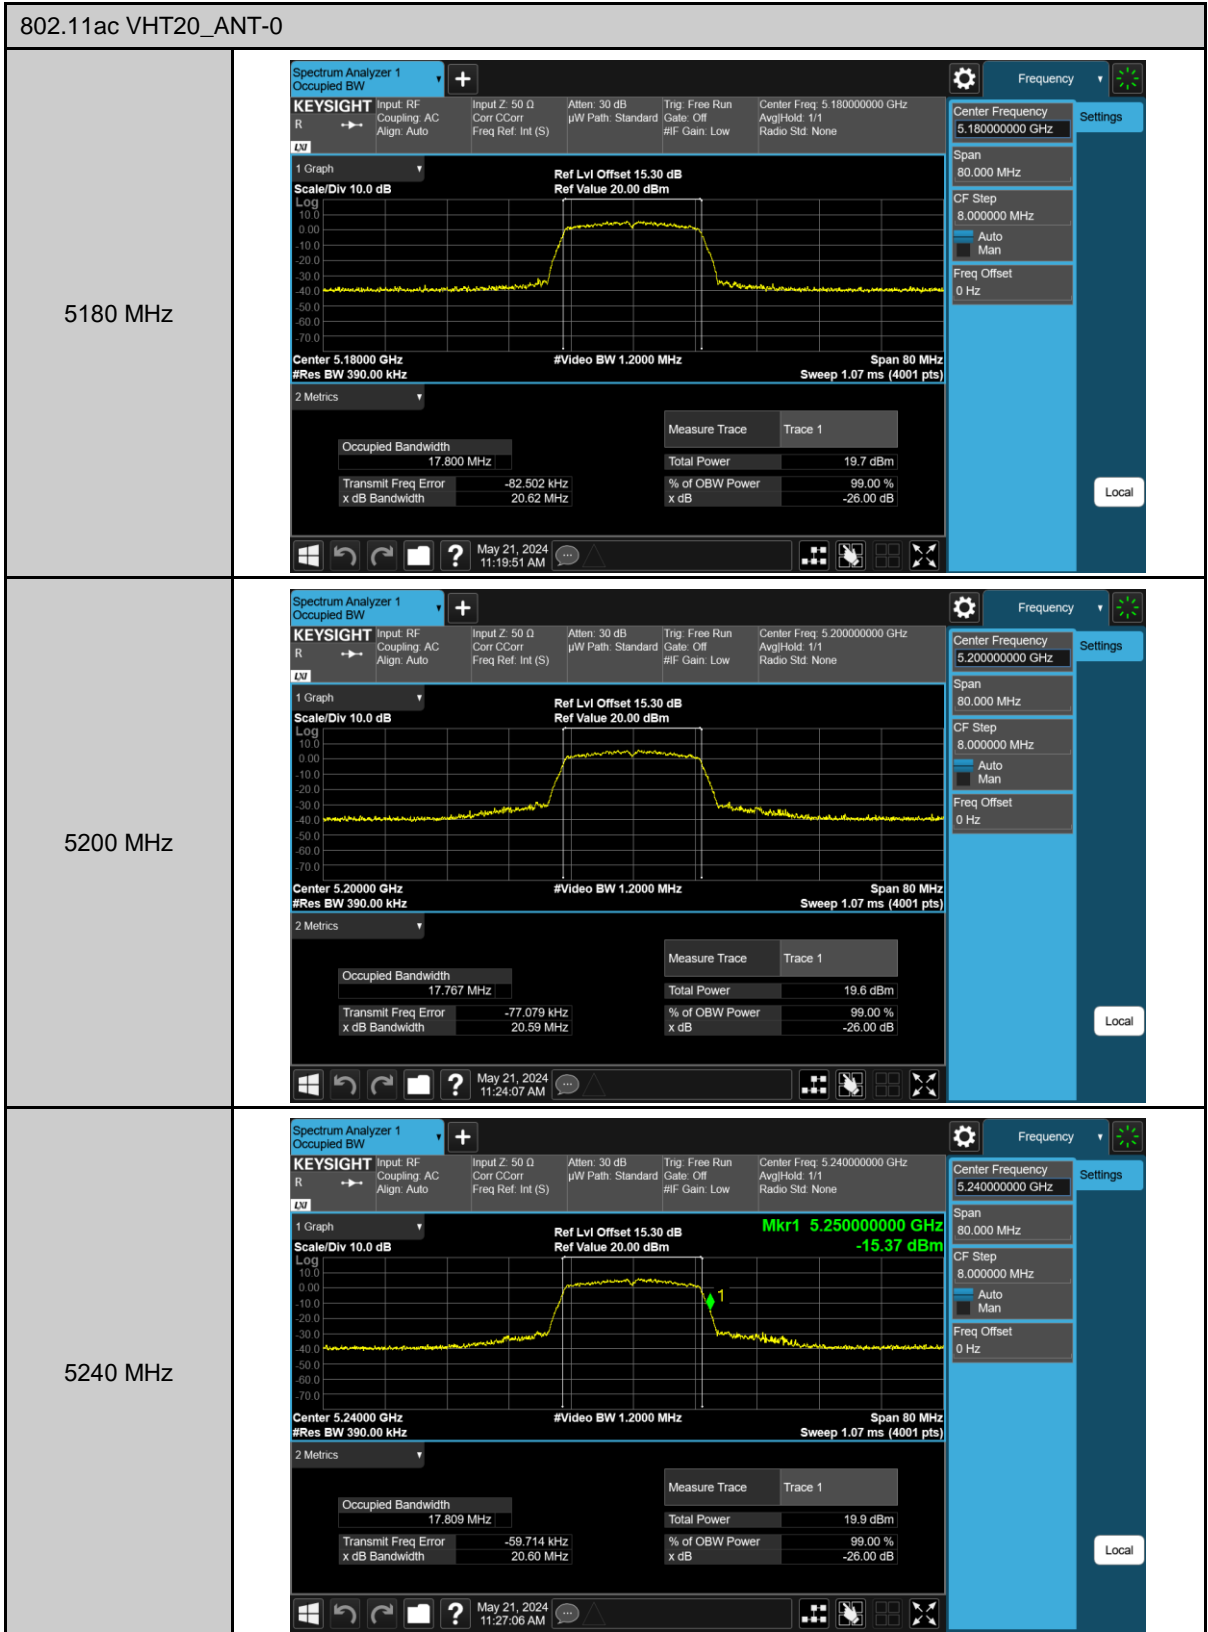 802.11ac VHT20_ANT-0
5180 MHz
Spectrum Analyzer 1
Occupied BW
Frequency
KEYSIGHT
R
LXI
Input: RF
Coupling: AC
Align: Auto
Input Z: 50 Ω
Corr CCorr
Freq Ref: Int (S)
Atten: 30 dB
µW Path: Standard
Trig: Free Run
Gate: Off
#IF Gain: Low
Center Freq: 5.180000000 GHz
Avg|Hold: 1/1
Radio Std: None
Center Frequency
5.180000000 GHz
Settings
Span
80.000 MHz
CF Step
8.000000 MHz
Auto
Man
Freq Offset
0 Hz
Local
1 Graph
Scale/Div 10.0 dB
Ref Lvl Offset 15.30 dB
Ref Value 20.00 dBm
Log
10.0
0.00
-10.0
-20.0
-30.0
-40.0
-50.0
-60.0
-70.0
Center 5.18000 GHz
#Video BW 1.2000 MHz
Span 80 MHz
#Res BW 390.00 kHz
Sweep 1.07 ms (4001 pts)
2 Metrics
Measure Trace Trace 1
Occupied Bandwidth
17.800 MHz
Total Power 19.7 dBm
Transmit Freq Error -82.502 kHz
% of OBW Power 99.00 %
x dB Bandwidth 20.62 MHz
x dB -26.00 dB
?
May 21, 2024
11:19:51 AM
5200 MHz
Spectrum Analyzer 1
Occupied BW
Frequency
KEYSIGHT
R
LXI
Input: RF
Coupling: AC
Align: Auto
Input Z: 50 Ω
Corr CCorr
Freq Ref: Int (S)
Atten: 30 dB
µW Path: Standard
Trig: Free Run
Gate: Off
#IF Gain: Low
Center Freq: 5.200000000 GHz
Avg|Hold: 1/1
Radio Std: None
Center Frequency
5.200000000 GHz
Settings
Span
80.000 MHz
CF Step
8.000000 MHz
Auto
Man
Freq Offset
0 Hz
Local
1 Graph
Scale/Div 10.0 dB
Ref Lvl Offset 15.30 dB
Ref Value 20.00 dBm
Log
10.0
0.00
-10.0
-20.0
-30.0
-40.0
-50.0
-60.0
-70.0
Center 5.20000 GHz
#Video BW 1.2000 MHz
Span 80 MHz
#Res BW 390.00 kHz
Sweep 1.07 ms (4001 pts)
2 Metrics
Measure Trace Trace 1
Occupied Bandwidth
17.767 MHz
Total Power 19.6 dBm
Transmit Freq Error -77.079 kHz
% of OBW Power 99.00 %
x dB Bandwidth 20.59 MHz
x dB -26.00 dB
?
May 21, 2024
11:24:07 AM
5240 MHz
Spectrum Analyzer 1
Occupied BW
Frequency
KEYSIGHT
R
LXI
Input: RF
Coupling: AC
Align: Auto
Input Z: 50 Ω
Corr CCorr
Freq Ref: Int (S)
Atten: 30 dB
µW Path: Standard
Trig: Free Run
Gate: Off
#IF Gain: Low
Center Freq: 5.240000000 GHz
Avg|Hold: 1/1
Radio Std: None
Center Frequency
5.240000000 GHz
Settings
Span
80.000 MHz
CF Step
8.000000 MHz
Auto
Man
Freq Offset
0 Hz
Local
1 Graph
Scale/Div 10.0 dB
Ref Lvl Offset 15.30 dB
Ref Value 20.00 dBm
Mkr1 5.250000000 GHz
-15.37 dBm
Log
10.0
0.00
-10.0
-20.0
-30.0
-40.0
-50.0
-60.0
-70.0
1
Center 5.24000 GHz
#Video BW 1.2000 MHz
Span 80 MHz
#Res BW 390.00 kHz
Sweep 1.07 ms (4001 pts)
2 Metrics
Measure Trace Trace 1
Occupied Bandwidth
17.809 MHz
Total Power 19.9 dBm
Transmit Freq Error -59.714 kHz
% of OBW Power 99.00 %
x dB Bandwidth 20.60 MHz
x dB -26.00 dB
?
May 21, 2024
11:27:06 AM